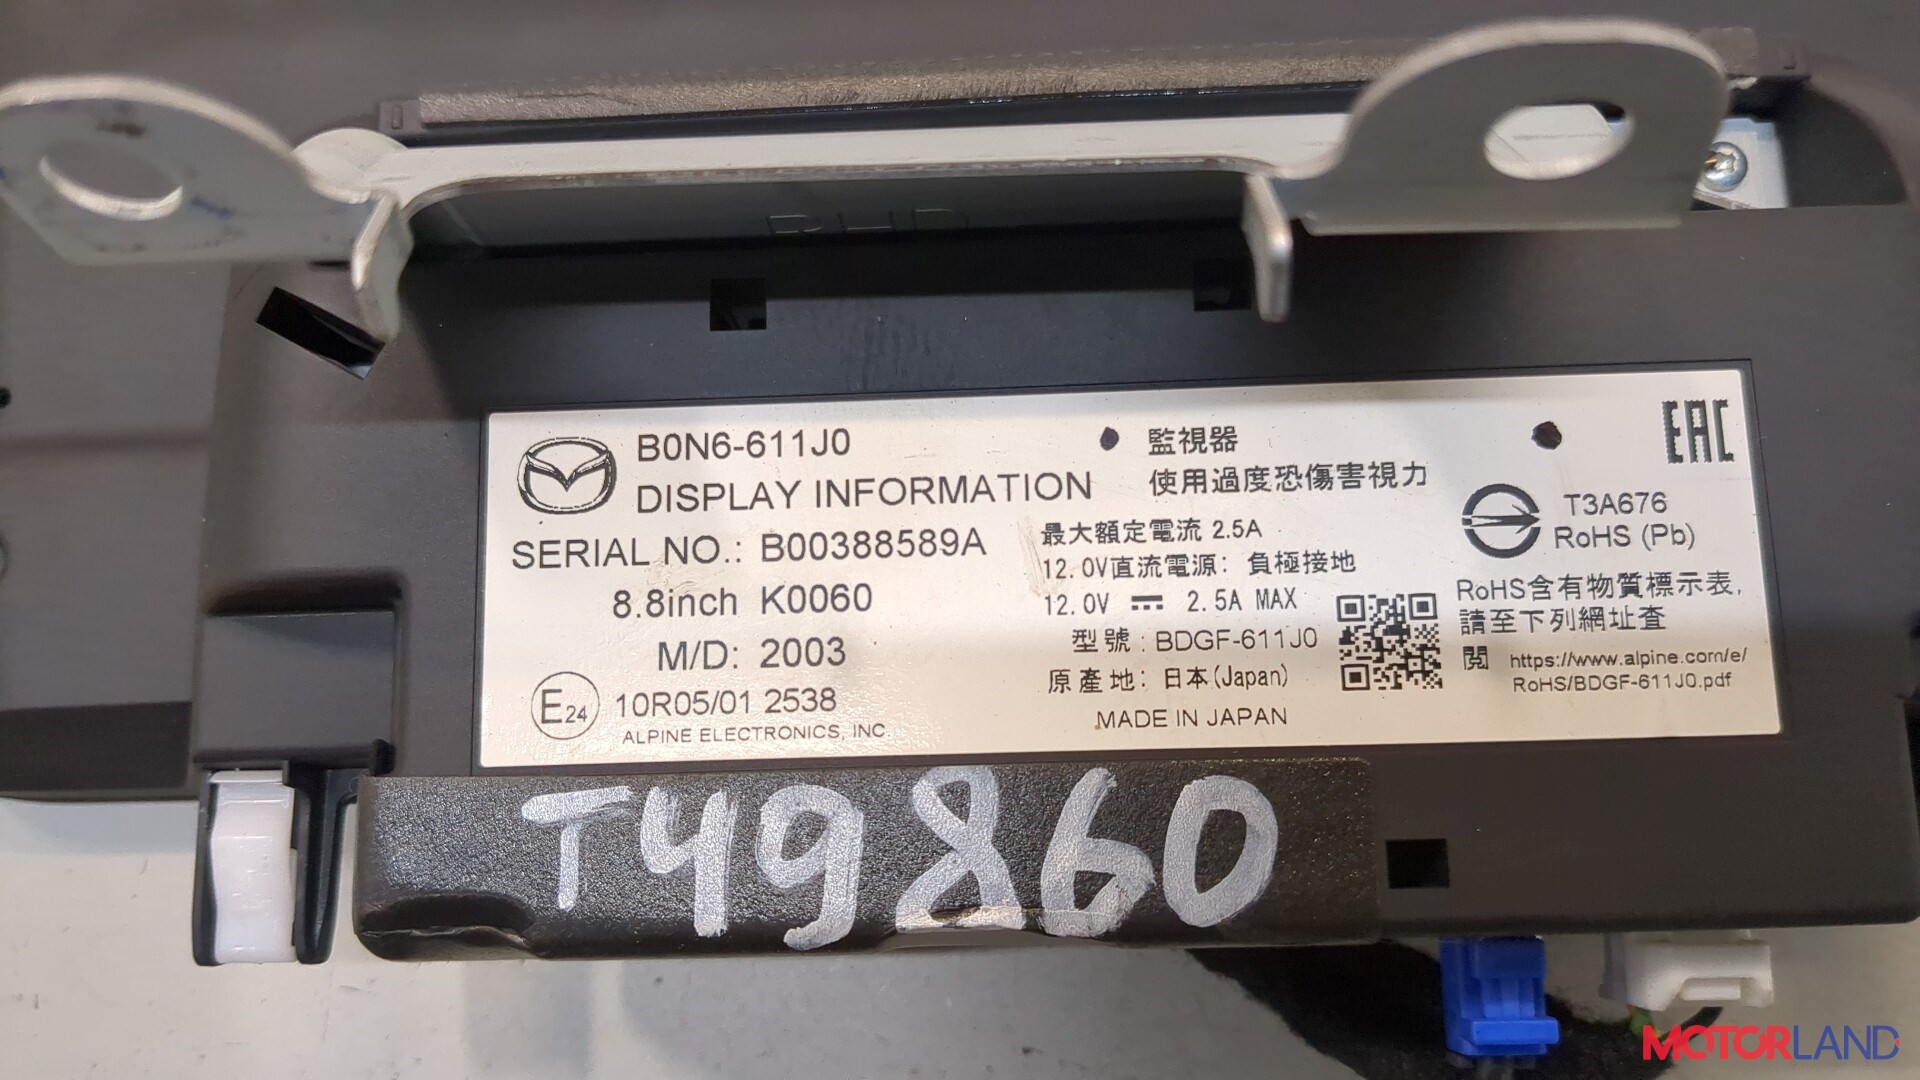 B0N6-611J0
DISPLAY INFORMATION
SERIAL NO.: B00388589A
8.8inch K0060
M/D: 2003
E24 10R05/01 2538
ALPINE ELECTRONICS, INC.
監視器
使用過度恐傷害視力
最大額定電流 2.5A
12.0V直流電源: 負極接地
12.0V ⎓ 2.5A MAX
型號: BDGF-611J0
原產地: 日本(Japan)
MADE IN JAPAN
EAC
T3A676
RoHS (Pb)
RoHS含有物質標示表,
請至下列網址查
閱 https://www.alpine.com/e/
RoHS/BDGF-611J0.pdf
T49860
MOTORLAND